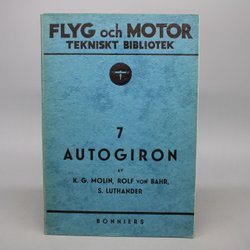 FLYG och MOTOR
TEKNISKT BIBLIOTEK
7
AUTOGIRON
AV
K. G. MOLIN, ROLF VON BAHR,
S. LUTHANDER
BONNIERS